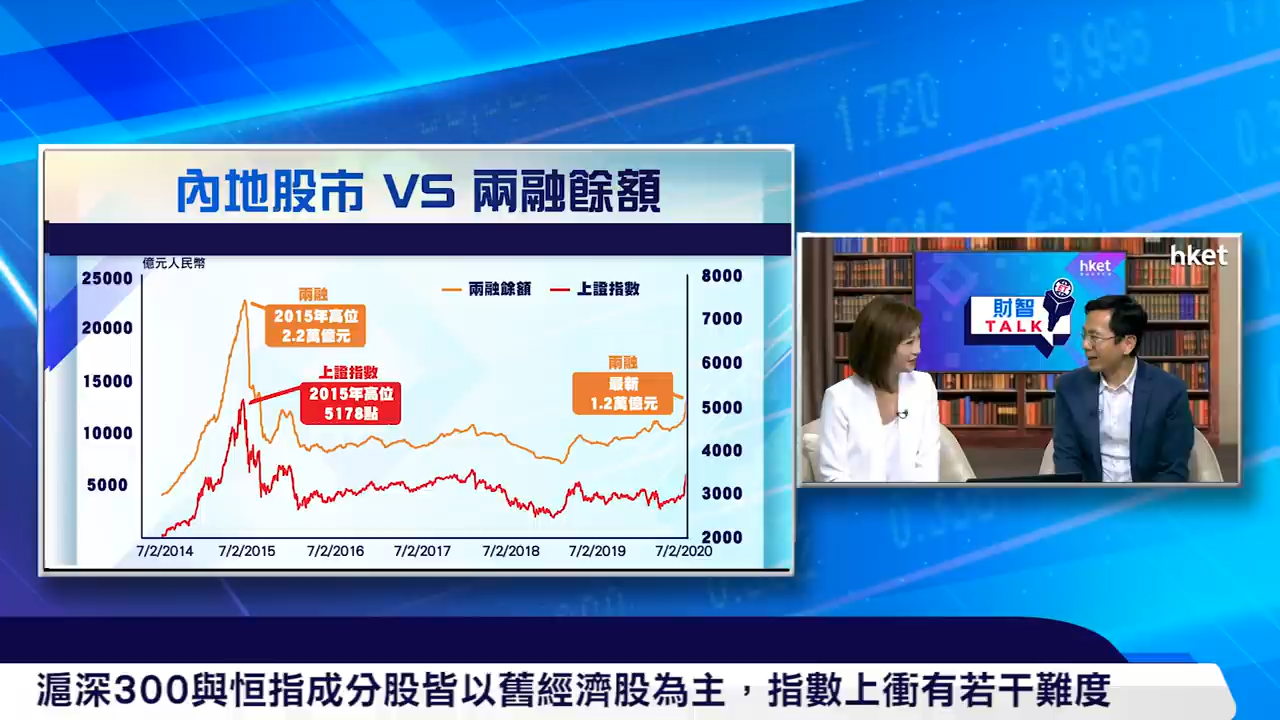 內地股市 VS 兩融餘額
億元人民幣
兩融餘額
上證指數
25000
20000
15000
10000
5000
8000
7000
6000
5000
4000
3000
2000
兩融
2015年高位
2.2萬億元
上證指數
2015年高位
5178點
兩融
最新
1.2萬億元
7/2/2014
7/2/2015
7/2/2016
7/2/2017
7/2/2018
7/2/2019
7/2/2020
hket
hket
財智
TALK
9,996
1.720
233,167
滬深300與恒指成分股皆以舊經濟股為主，指數上衝有若干難度